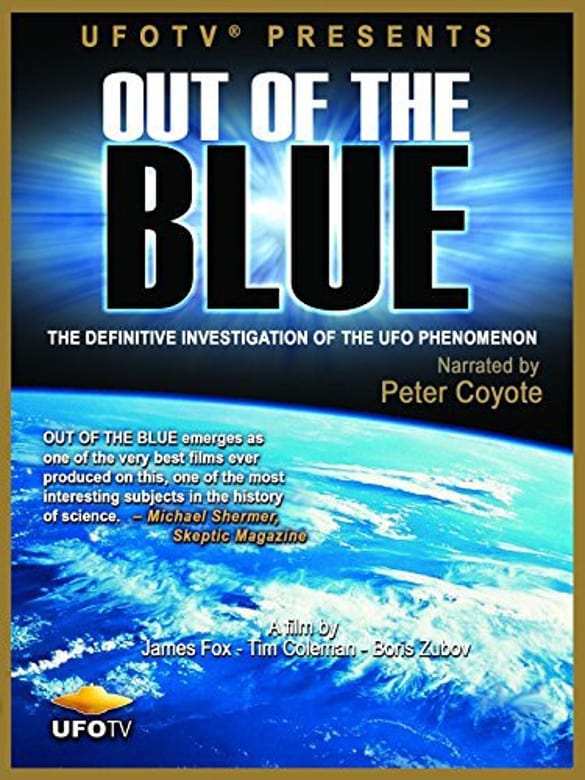 UFOTV® PRESENTS
OUT OF THE
BLUE
THE DEFINITIVE INVESTIGATION OF THE UFO PHENOMENON
Narrated by
Peter Coyote
OUT OF THE BLUE emerges as
one of the very best films ever
produced on this, one of the most
interesting subjects in the history
of science. – Michael Shermer,
Skeptic Magazine
A film by
James Fox - Tim Coleman - Boris Zubov
UFOTV